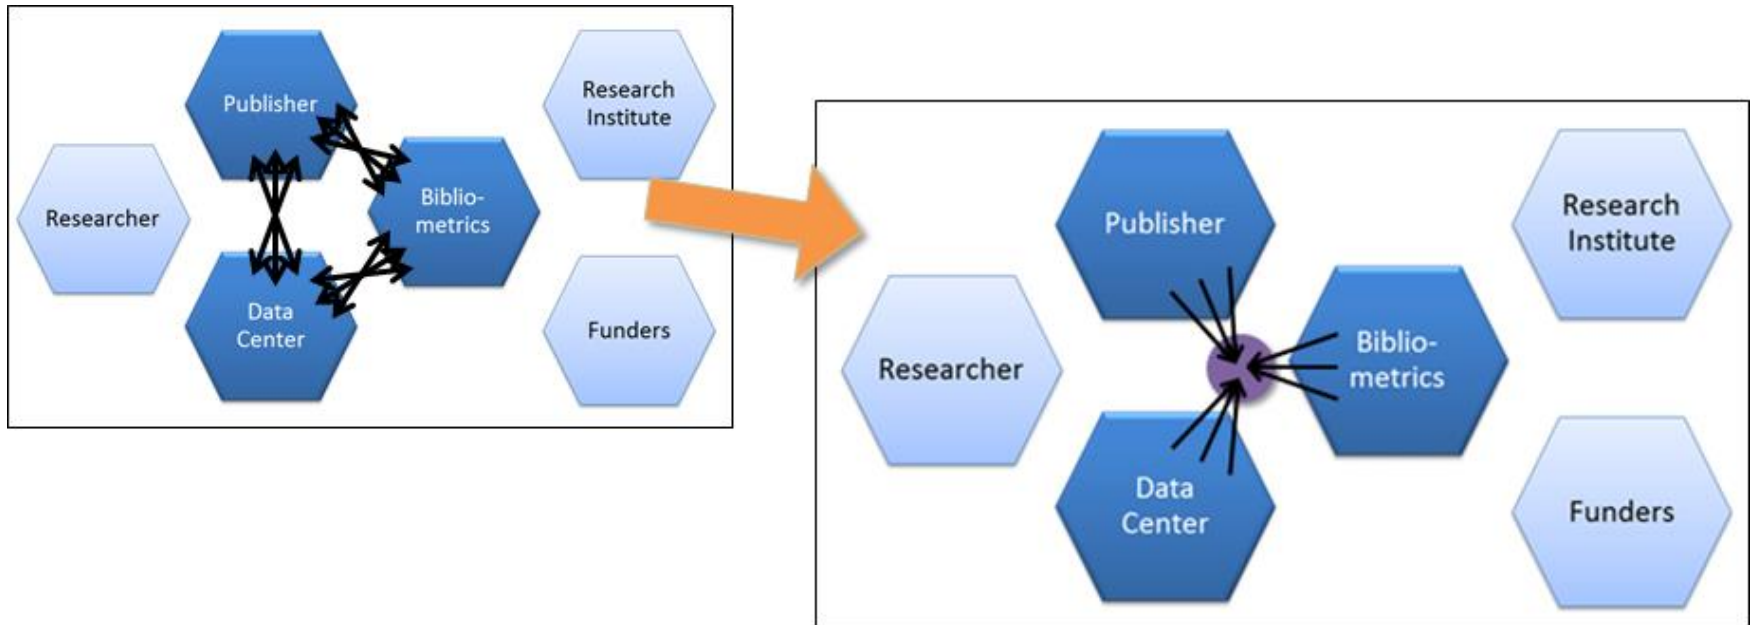 Publisher
Research
Institute
Researcher
Biblio-
metrics
Data
Center
Funders
Publisher
Research
Institute
Researcher
Biblio-
metrics
Data
Center
Funders